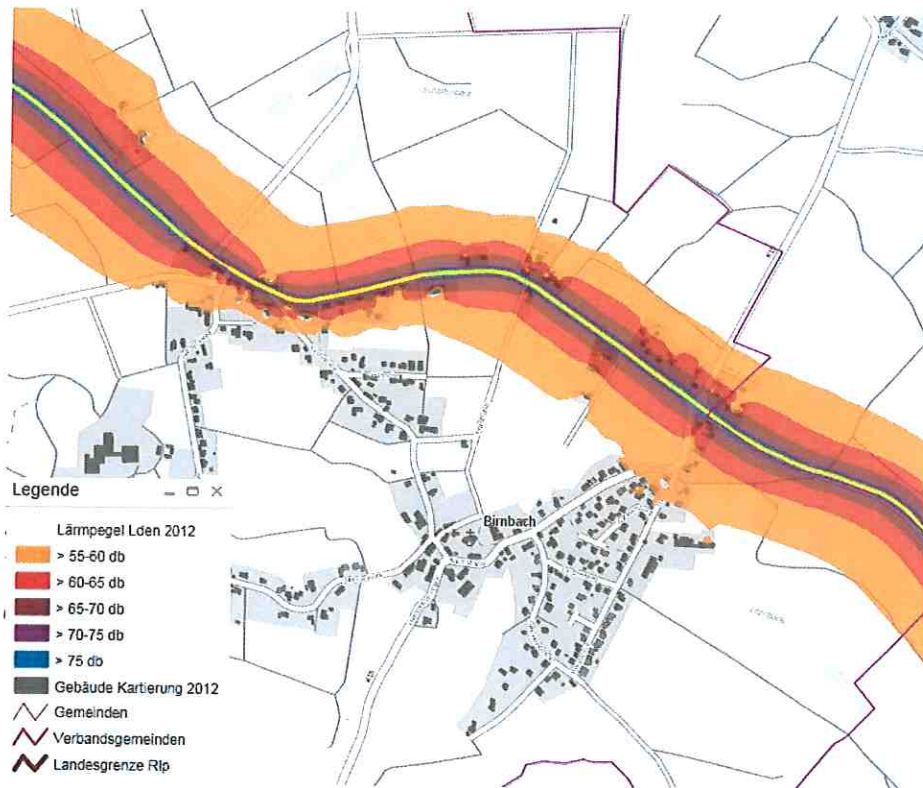 Birnbach
Legende
Lärmpegel Lden 2012
> 55-60 db
> 60-65 db
> 65-70 db
> 70-75 db
> 75 db
Gebäude Kartierung 2012
Gemeinden
Verbandsgemeinden
Landesgrenze Rlp